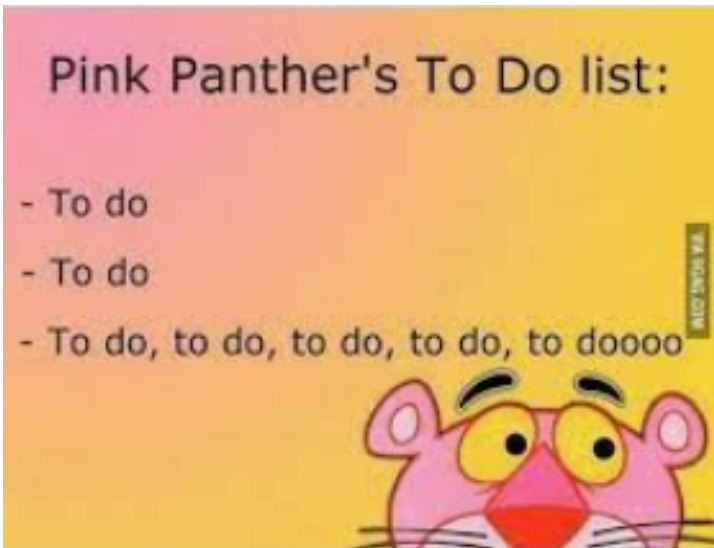 Pink Panther's To Do list:
- To do
- To do
- To do, to do, to do, to do, to doooo
VIA 9GAG.COM